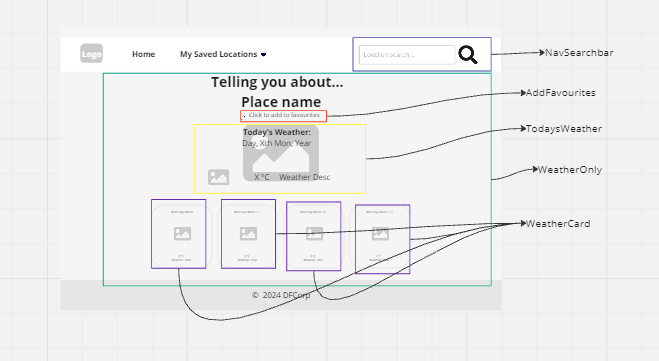 Logo
Home
My Saved Locations
Location search...
NavSearchbar
Telling you about...
Place name
Click to add to favourites
AddFavourites
Today's Weather:
Day, Xth Mon, Year
TodaysWeather
X °C
Weather Desc
WeatherOnly
WeatherCard
© 2024 DFCorp